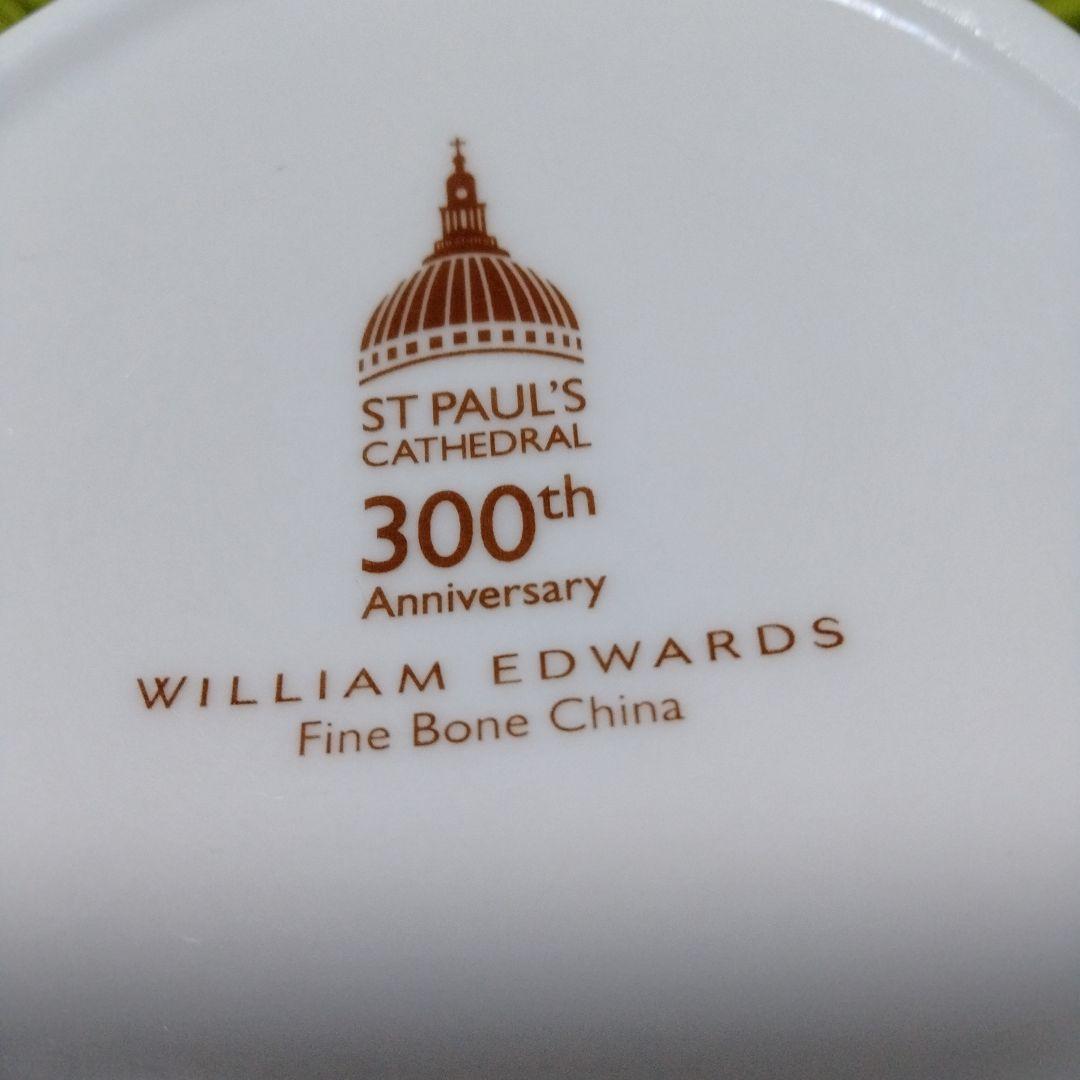 ST PAUL'S
CATHEDRAL
300th
Anniversary
WILLIAM EDWARDS
Fine Bone China